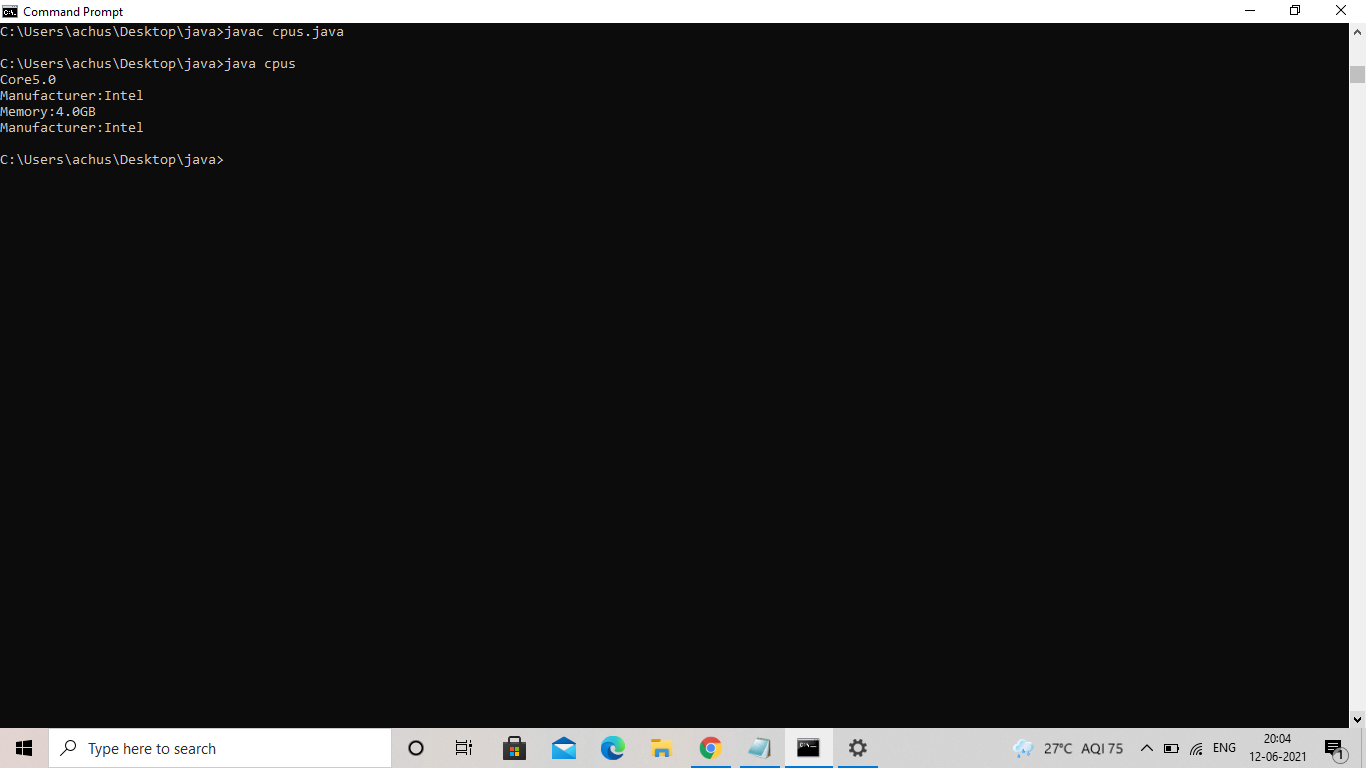 Command Prompt
C:\Users\achus\Desktop\java>javac cpus.java
C:\Users\achus\Desktop\java>java cpus
Core5.0
Manufacturer:Intel
Memory:4.0GB
Manufacturer:Intel
C:\Users\achus\Desktop\java>
Type here to search
27°C AQI 75
ENG
20:04
12-06-2021
1